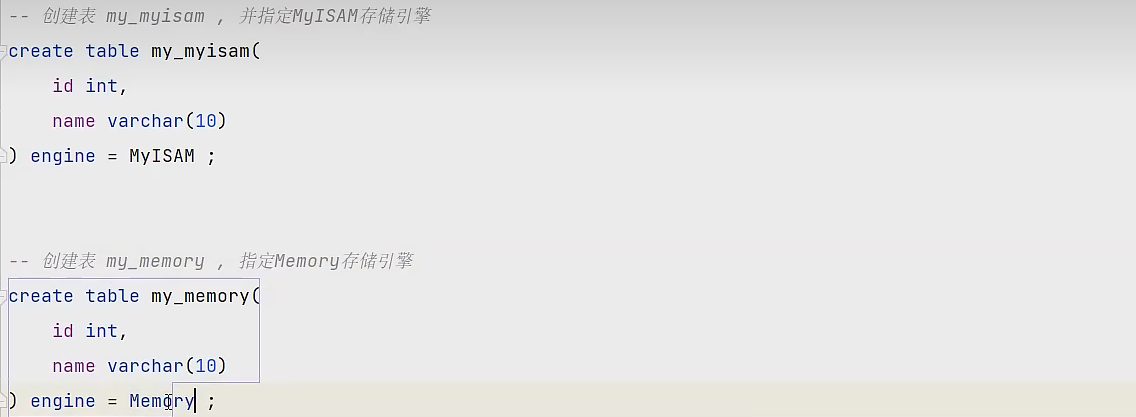 -- 创建表 my_myisam , 并指定MyISAM存储引擎
create table my_myisam(
    id int,
    name varchar(10)
) engine = MyISAM ;
-- 创建表 my_memory , 指定Memory存储引擎
create table my_memory(
    id int,
    name varchar(10)
) engine = Memory ;